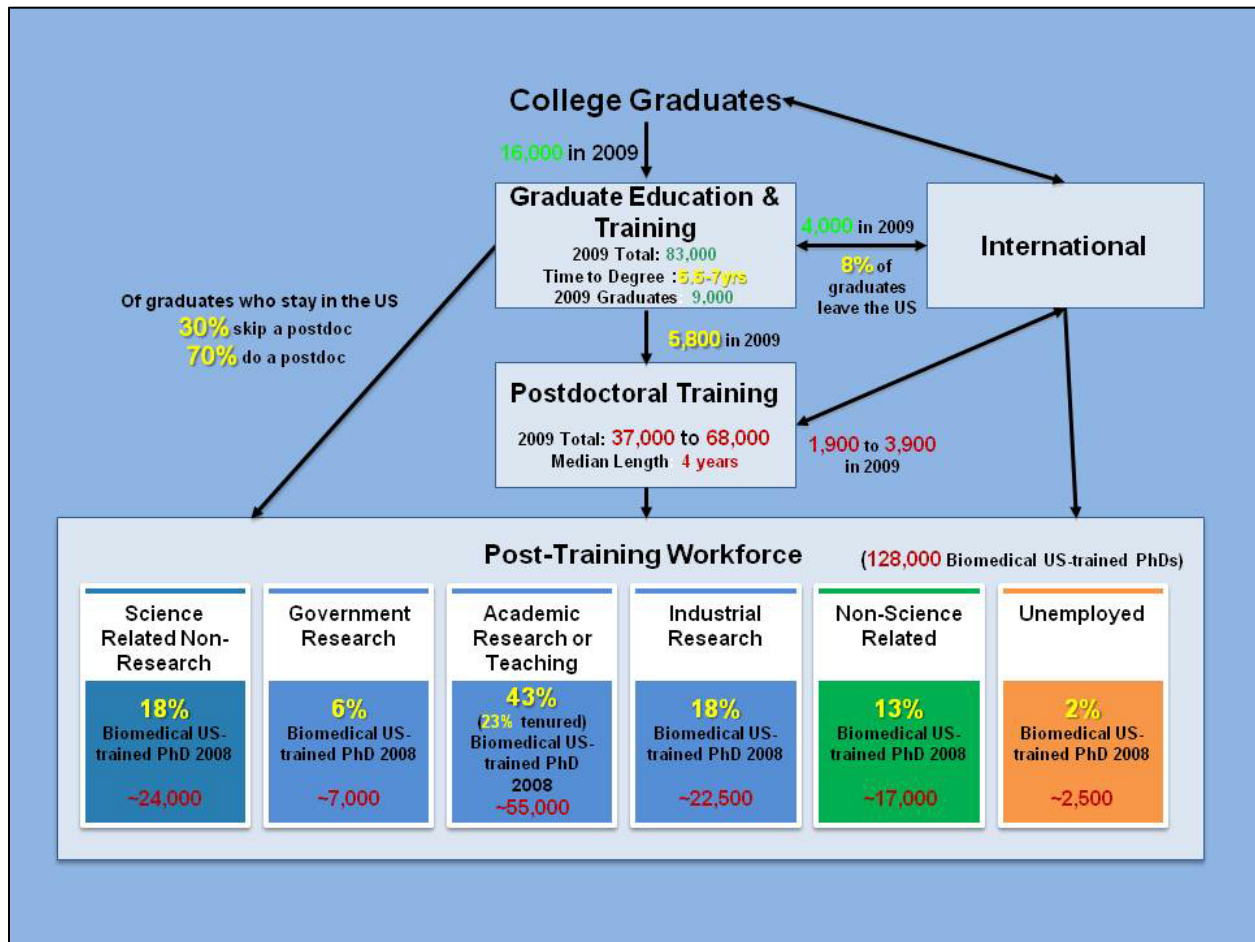 College Graduates
16,000 in 2009
Graduate Education &
Training
2009 Total: 83,000
Time to Degree : 5.5-7yrs
2009 Graduates: 9,000
4,000 in 2009
8% of
graduates
leave the US
International
Of graduates who stay in the US
30% skip a postdoc
70% do a postdoc
5,800 in 2009
Postdoctoral Training
2009 Total: 37,000 to 68,000
Median Length: 4 years
1,900 to 3,900
in 2009
Post-Training Workforce
(128,000 Biomedical US-trained PhDs)
Science
Related Non-
Research
18%
Biomedical US-
trained PhD 2008
~24,000
Government
Research
6%
Biomedical US-
trained PhD 2008
~7,000
Academic
Research or
Teaching
43%
(23% tenured)
Biomedical US-
trained PhD
2008
~55,000
Industrial
Research
18%
Biomedical US-
trained PhD 2008
~22,500
Non-Science
Related
13%
Biomedical US-
trained PhD 2008
~17,000
Unemployed
2%
Biomedical US-
trained PhD 2008
~2,500